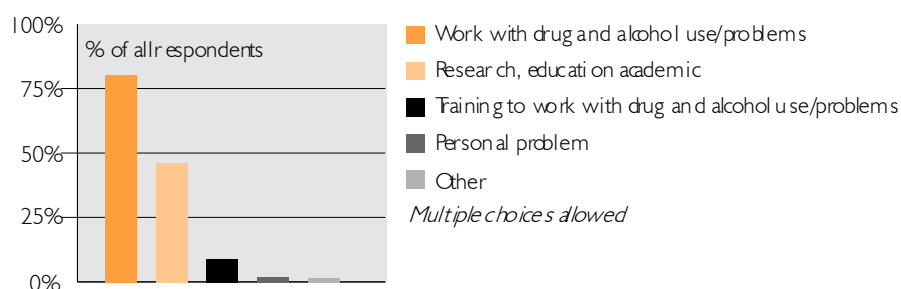 100%
% of all respondents
75%
50%
25%
0%
Work with drug and alcohol use/problems
Research, education academic
Training to work with drug and alcohol use/problems
Personal problem
Other
Multiple choices allowed